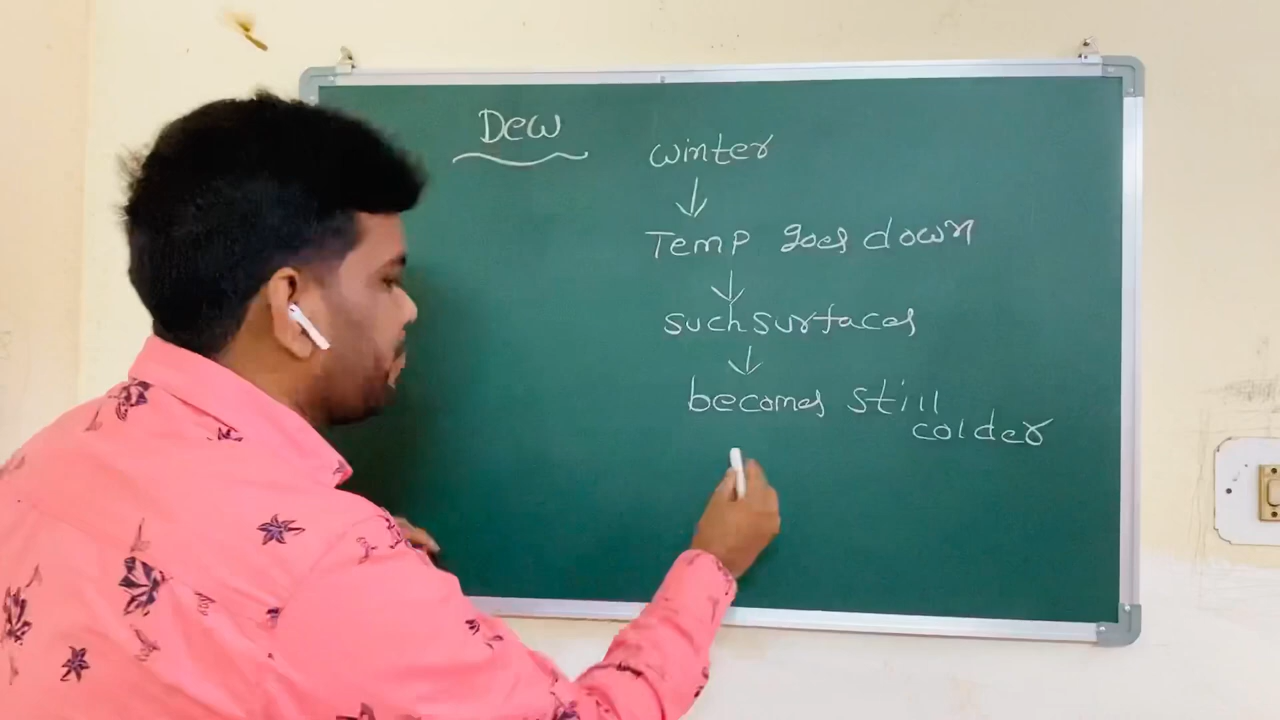 Dew
winter
Temp goes down
such surfaces
becomes still
colder